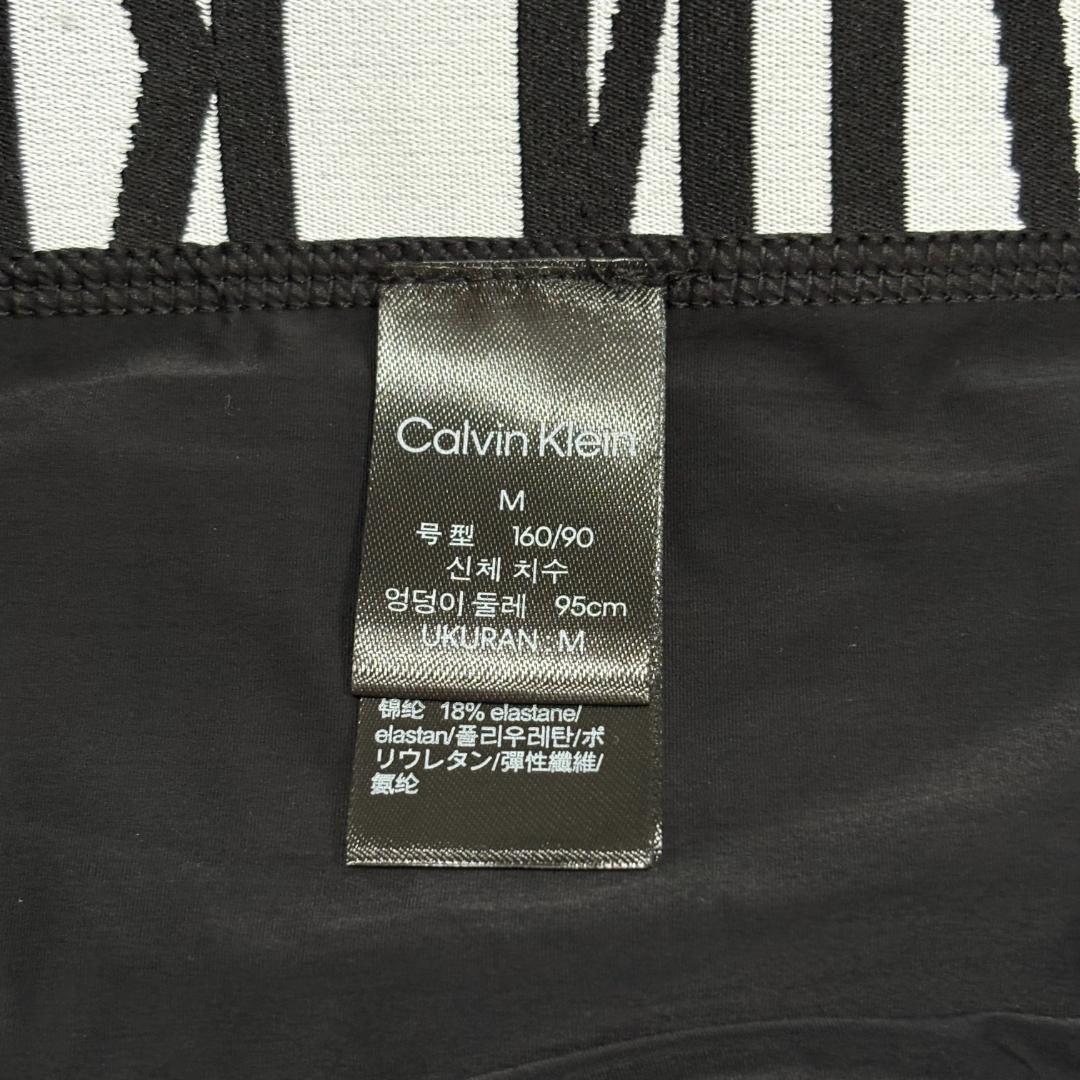 Calvin Klein
M
号型 160/90
신체 치수
엉덩이 둘레 95cm
UKURAN : M
锦纶 18% elastane/
elastan/폴리우레탄/ポ
リウレタン/彈性纖維/
氨纶